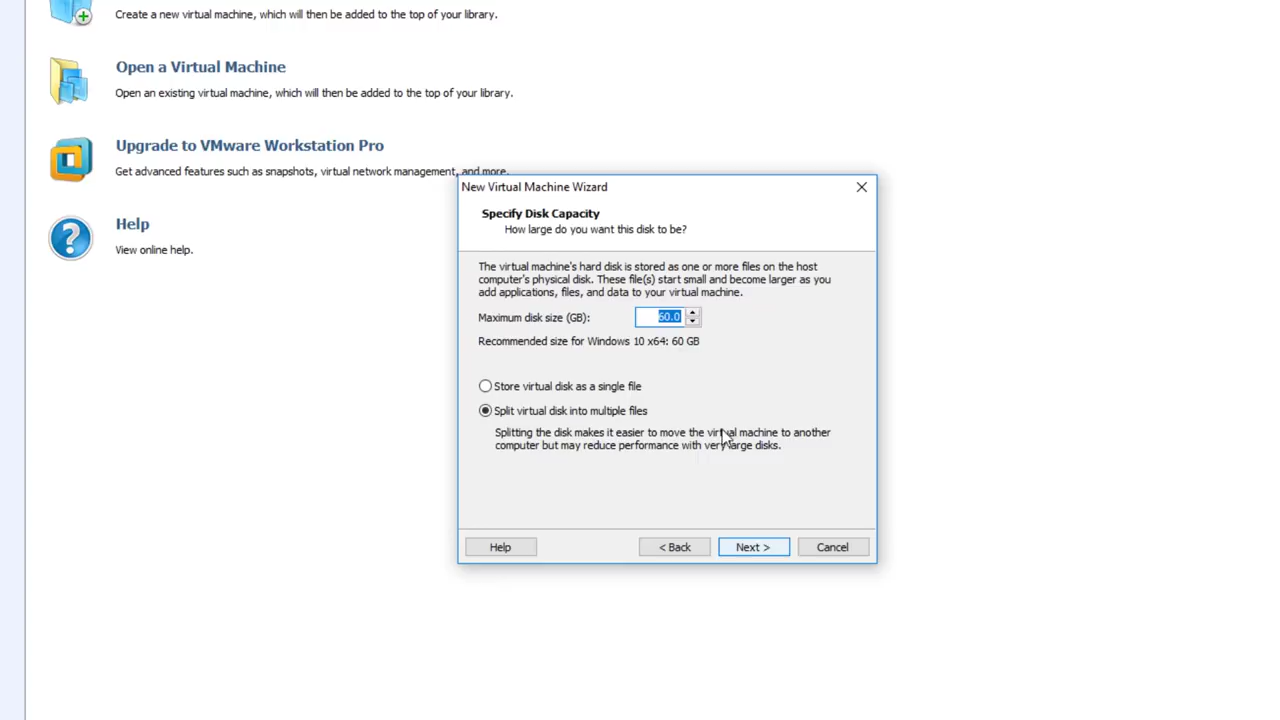 Create a new virtual machine, which will then be added to the top of your library.
Open a Virtual Machine
Open an existing virtual machine, which will then be added to the top of your library.
Upgrade to VMware Workstation Pro
Get advanced features such as snapshots, virtual network management, and more.
Help
View online help.
New Virtual Machine Wizard
Specify Disk Capacity
How large do you want this disk to be?
The virtual machine's hard disk is stored as one or more files on the host
computer's physical disk. These file(s) start small and become larger as you
add applications, files, and data to your virtual machine.
Maximum disk size (GB): 60.0
Recommended size for Windows 10 x64: 60 GB
Store virtual disk as a single file
Split virtual disk into multiple files
Splitting the disk makes it easier to move the virtual machine to another
computer but may reduce performance with very large disks.
Help
< Back
Next >
Cancel